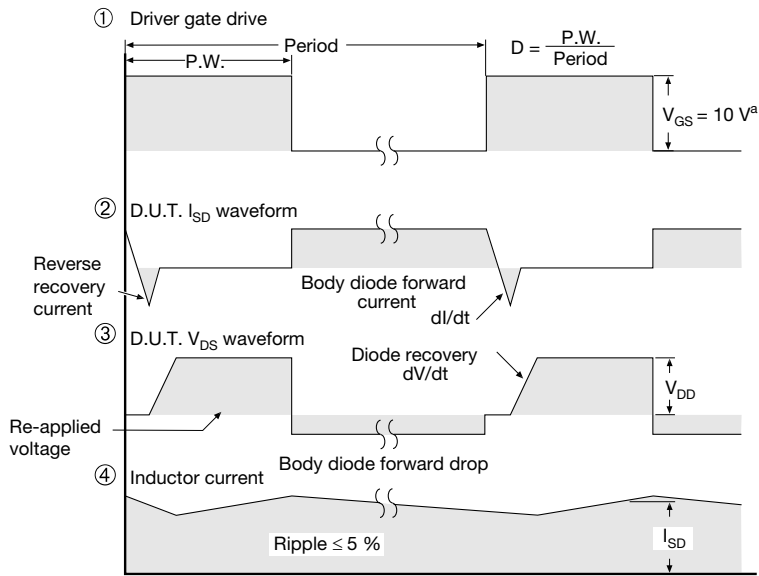 ① Driver gate drive
Period
P.W.
D = P.W. / Period
V_GS = 10 V^a
② D.U.T. I_SD waveform
Reverse
recovery
current
Body diode forward
current
dI/dt
③ D.U.T. V_DS waveform
Diode recovery
dV/dt
V_DD
Re-applied
voltage
Body diode forward drop
④ Inductor current
Ripple ≤ 5 %
I_SD